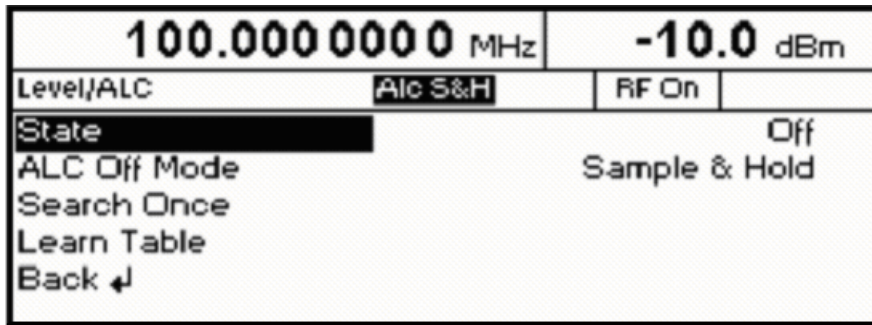 100.000 000 0 MHz -10.0 dBm
Level/ALC Alc S&H RF On
State Off
ALC Off Mode Sample & Hold
Search Once
Learn Table
Back ↵